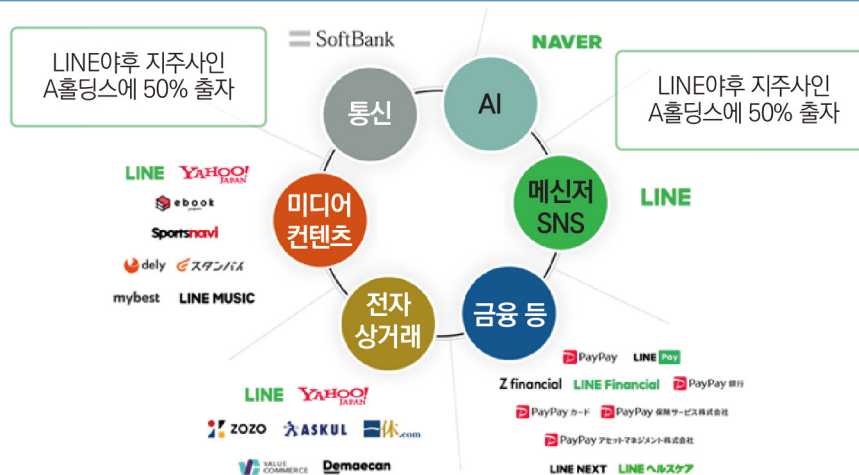 LINE야후 지주사인
A홀딩스에 50% 출자
SoftBank
NAVER
LINE야후 지주사인
A홀딩스에 50% 출자
통신
AI
메신저
SNS
LINE
미디어
컨텐츠
LINE YAHOO! JAPAN
ebook
Sportsnavi
dely スタンバイ
mybest LINE MUSIC
전자
상거래
금융 등
LINE YAHOO! JAPAN
ZOZO ASKUL 一休.com
VALUE COMMERCE Demaecan
PayPay LINE Pay
Z financial LINE Financial PayPay 銀行
PayPay カード PayPay 保険サービス株式会社
PayPay アセットマネジメント株式会社
LINE NEXT LINE ヘルスケア